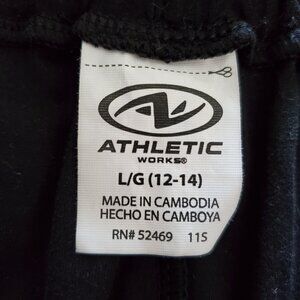 ATHLETIC
WORKS®
L/G (12-14)
MADE IN CAMBODIA
HECHO EN CAMBOYA
RN# 52469 11S